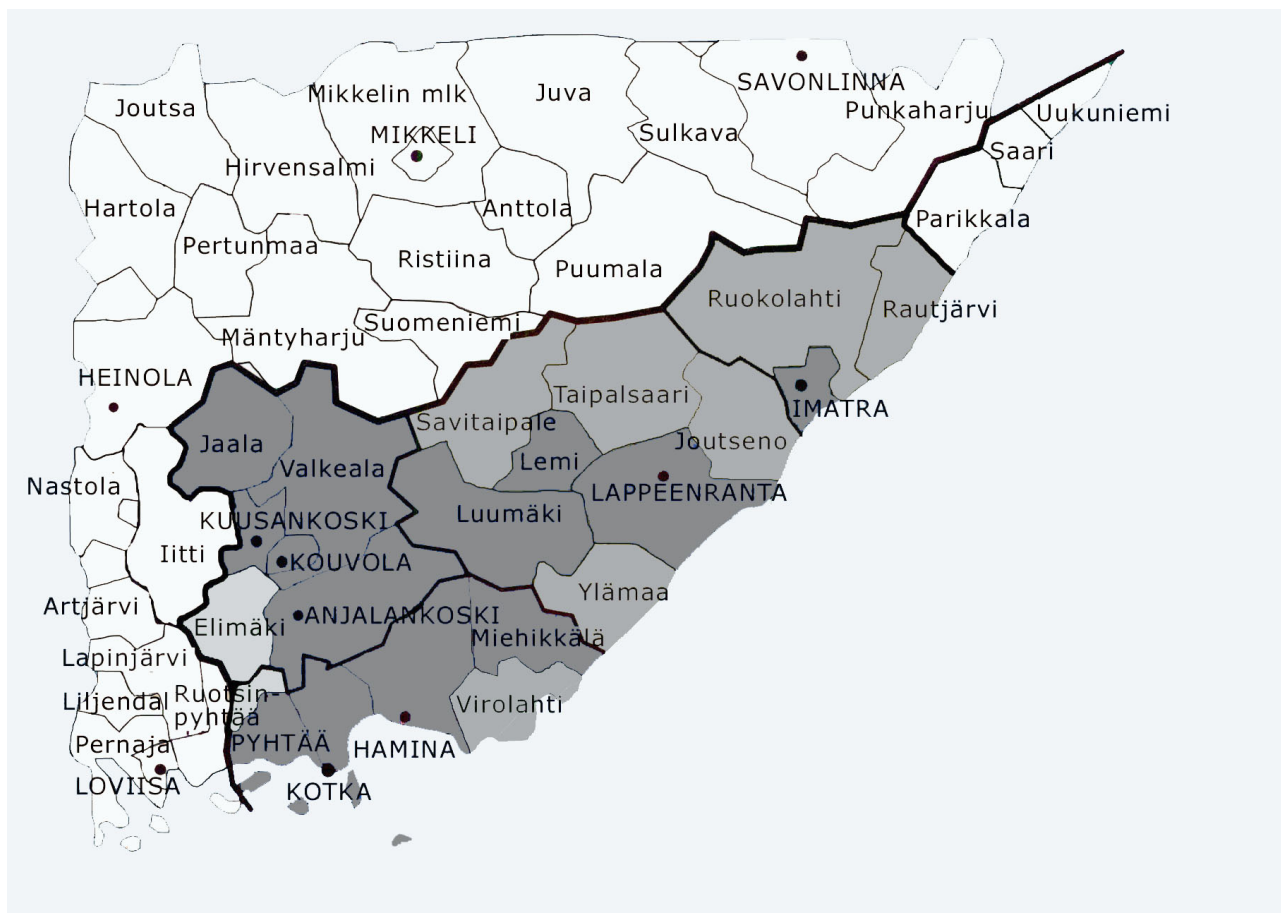 SAVONLINNA
Mikkelin mlk
Juva
Joutsa
Punkaharju
Uukuniemi
MIKKELI
Sulkava
Saari
Hirvensalmi
Hartola
Anttola
Parikkala
Pertunmaa
Ristiina
Puumala
Ruokolahti
Rautjärvi
Suomeniemi
Mäntyharju
HEINOLA
Taipalsaari
IMATRA
Savitaipale
Jaala
Joutseno
Valkeala
Lemi
Nastola
LAPPEENRANTA
Luumäki
KUUSANKOSKI
Iitti
KOUVOLA
Ylämaa
Artjärvi
ANJALANKOSKI
Elimäki
Miehikkälä
Lapinjärvi
Liljendal
Ruotsin-
pyhtää
Virolahti
Pernaja
PYHTÄÄ
HAMINA
LOVIISA
KOTKA